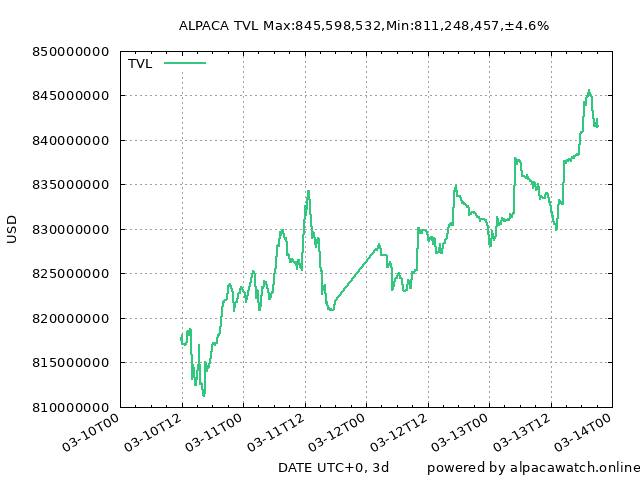 ALPACA TVL Max:845,598,532,Min:811,248,457,±4.6%
850000000
TVL
845000000
840000000
835000000
830000000
USD
825000000
820000000
815000000
810000000
03-10T00
03-10T12
03-11T00
03-11T12
03-12T00
03-12T12
03-13T00
03-13T12
03-14T00
DATE UTC+0, 3d
powered by alpacawatch.online